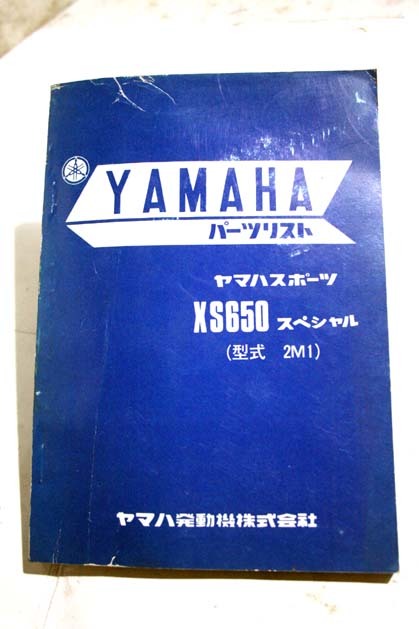 YAMAHA
パーツリスト
ヤマハスポーツ
XS650 スペシャル
(型式 2M1)
ヤマハ発動機株式会社